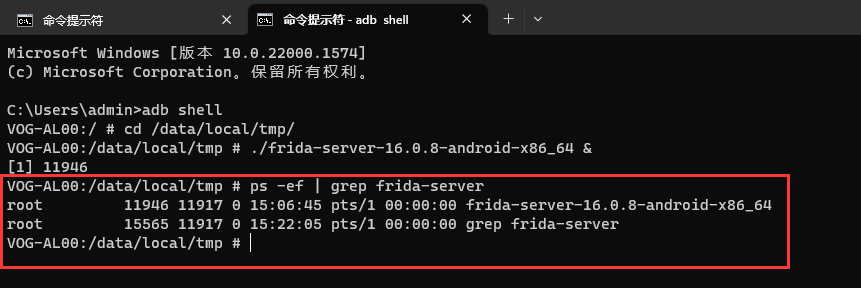 命令提示符
命令提示符 - adb shell
Microsoft Windows [版本 10.0.22000.1574]
(c) Microsoft Corporation。保留所有权利。
C:\Users\admin>adb shell
VOG-AL00:/ # cd /data/local/tmp/
VOG-AL00:/data/local/tmp # ./frida-server-16.0.8-android-x86_64 &
[1] 11946
VOG-AL00:/data/local/tmp # ps -ef | grep frida-server
root 11946 11917 0 15:06:45 pts/1 00:00:00 frida-server-16.0.8-android-x86_64
root 15565 11917 0 15:22:05 pts/1 00:00:00 grep frida-server
VOG-AL00:/data/local/tmp #